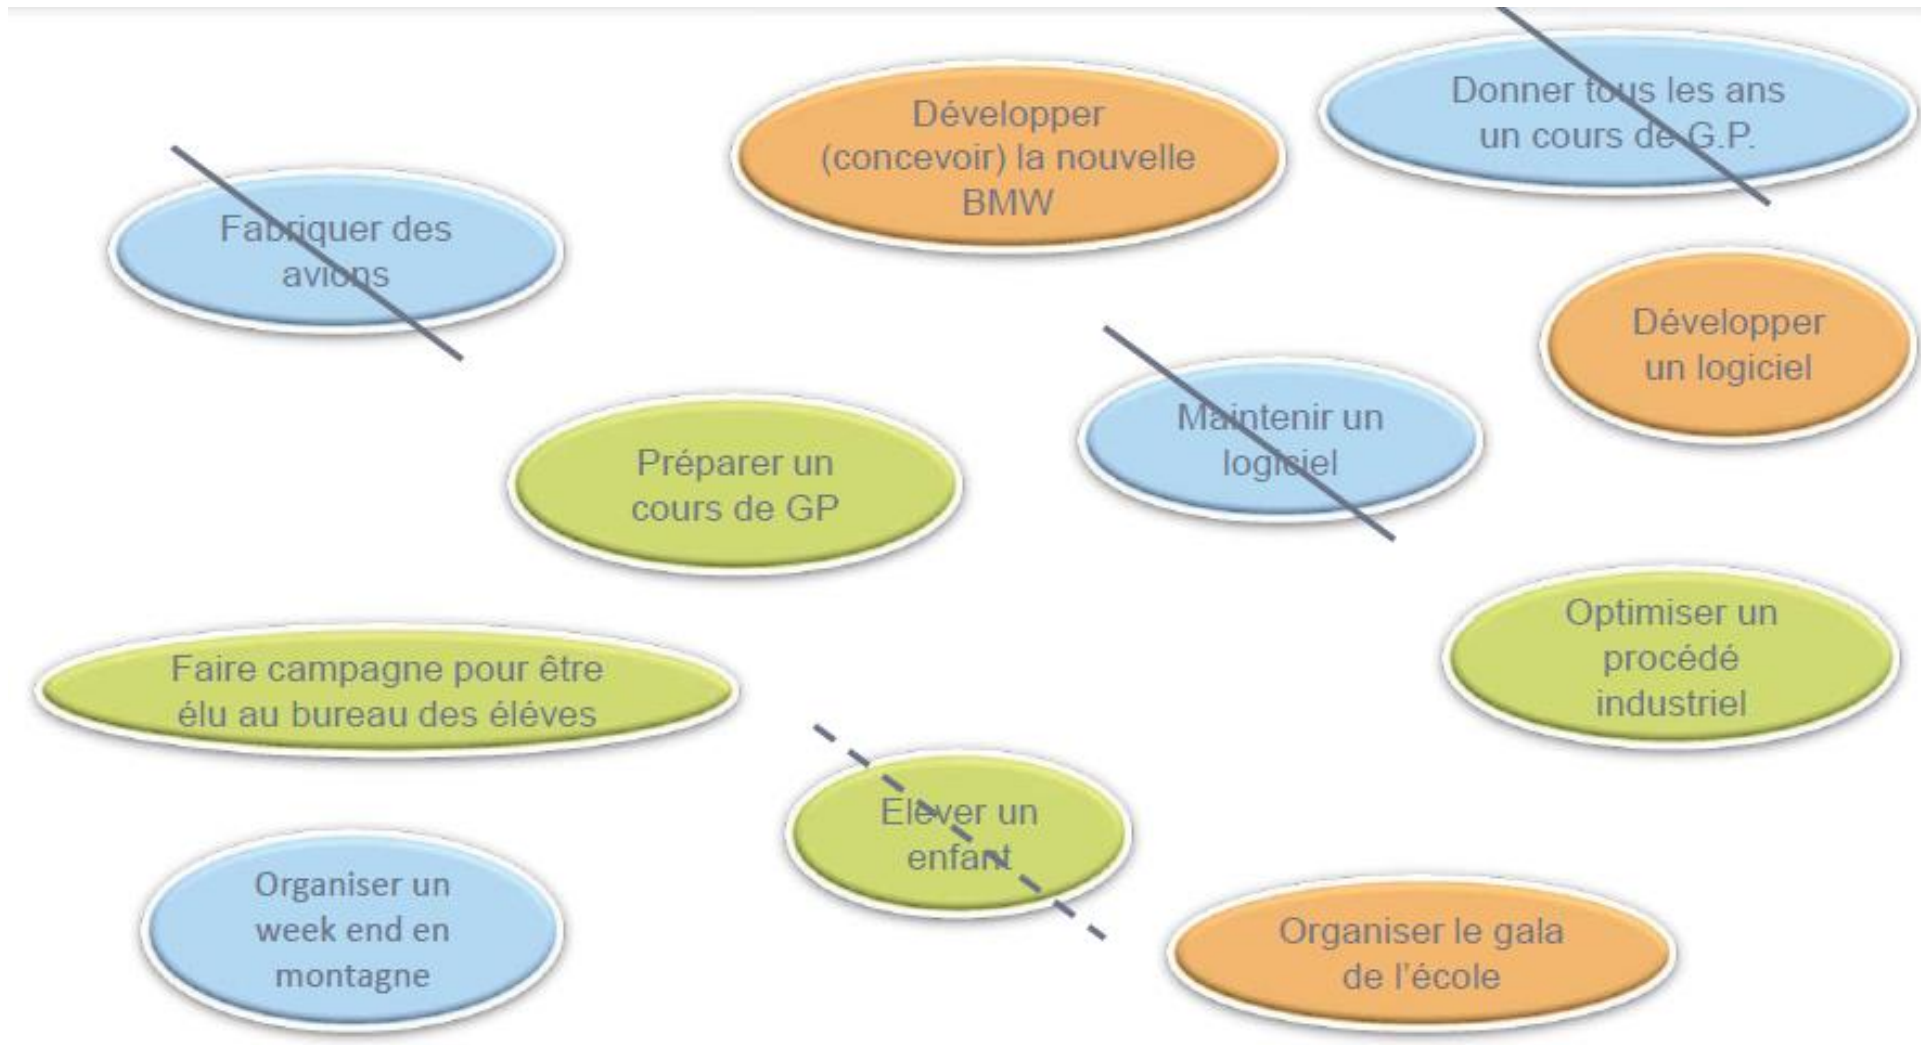 Développer
(concevoir) la nouvelle
BMW
Donner tous les ans
un cours de G.P.
Fabriquer des
avions
Développer
un logiciel
Maintenir un
logiciel
Préparer un
cours de GP
Optimiser un
procédé
industriel
Faire campagne pour être
élu au bureau des élèves
Elever un
enfant
Organiser un
week end en
montagne
Organiser le gala
de l'école